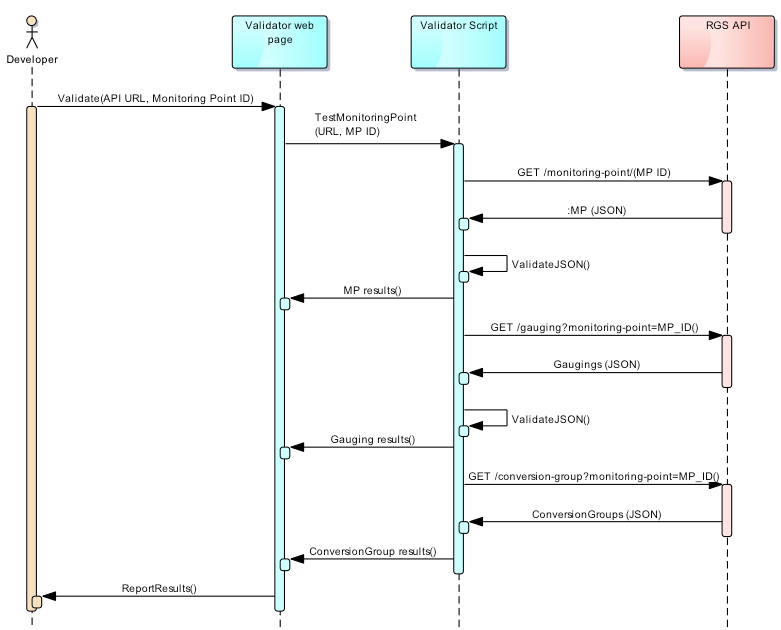 Validator web
page
Validator Script
RGS API
Developer
Validate(API URL, Monitoring Point ID)
TestMonitoringPoint
(URL, MP ID)
GET /monitoring-point/(MP ID)
:MP (JSON)
ValidateJSON()
MP results()
GET /gauging?monitoring-point=MP_ID()
Gaugings (JSON)
ValidateJSON()
Gauging results()
GET /conversion-group?monitoring-point=MP_ID()
ConversionGroups (JSON)
ConversionGroup results()
ReportResults()